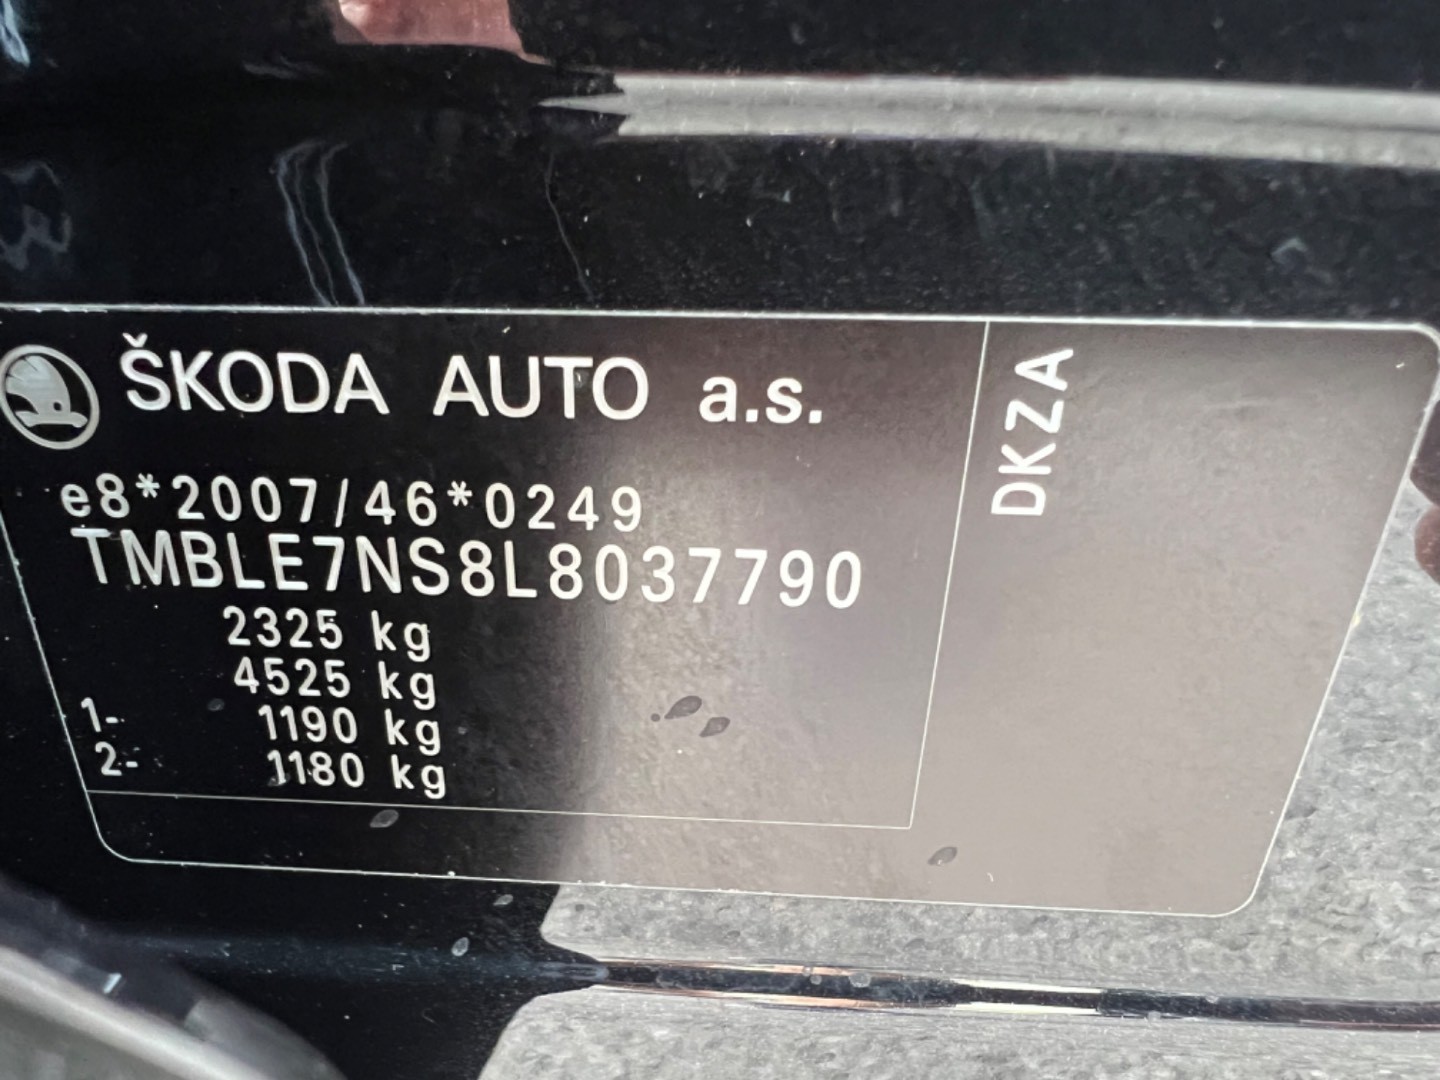 ŠKODA AUTO a.s.
e8*2007/46*0249
TMBLE7NS8L8037790
2325 kg
4525 kg
1- 1190 kg
2- 1180 kg
DKZA